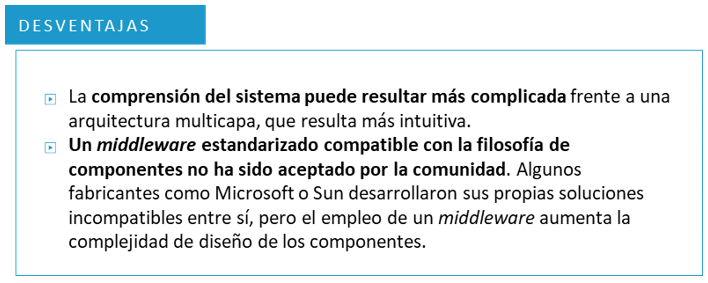 DESVENTAJAS
La comprensión del sistema puede resultar más complicada frente a una
arquitectura multicapa, que resulta más intuitiva.
Un middleware estandarizado compatible con la filosofía de
componentes no ha sido aceptado por la comunidad. Algunos
fabricantes como Microsoft o Sun desarrollaron sus propias soluciones
incompatibles entre sí, pero el empleo de un middleware aumenta la
complejidad de diseño de los componentes.